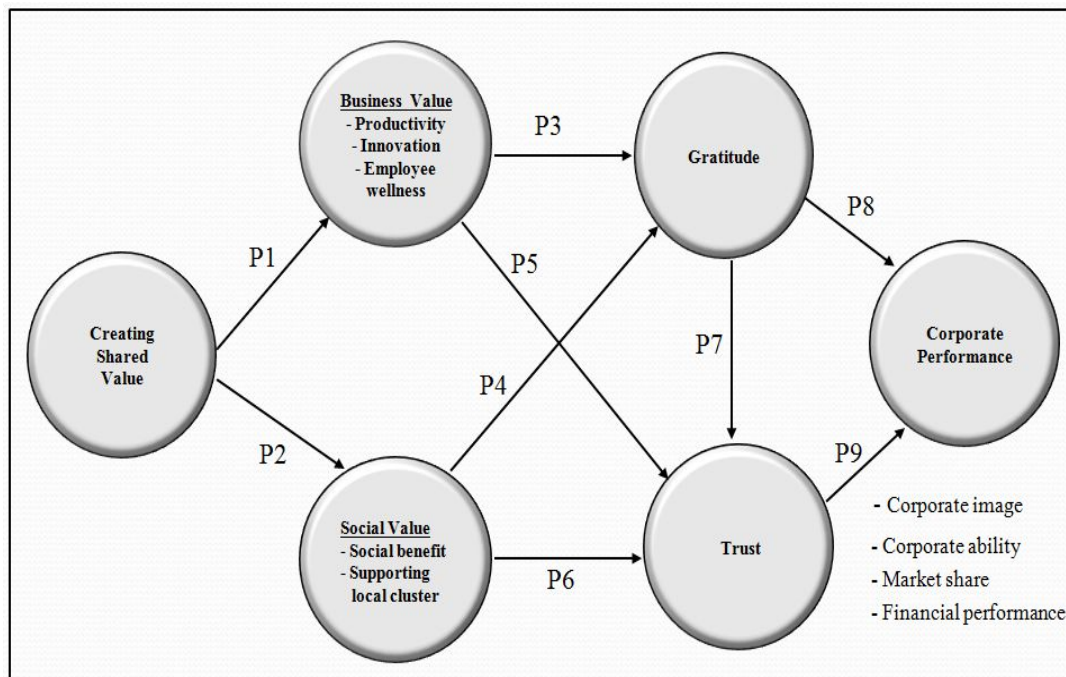 Business Value
- Productivity
- Innovation
- Employee
wellness
P3
Gratitude
P8
P1
P5
Creating
Shared
Value
P4
P7
Corporate
Performance
P2
P9
Social Value
- Social benefit
- Supporting
local cluster
P6
Trust
- Corporate image
- Corporate ability
- Market share
- Financial performance